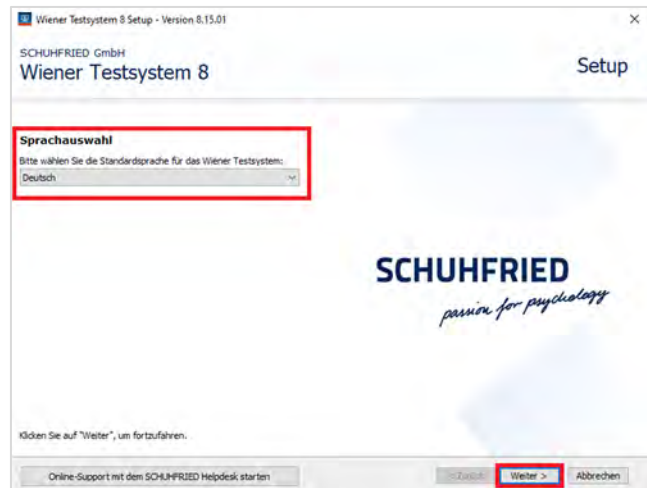 Wiener Testsystem 8 Setup - Version 8.15.01
SCHUHFRIED GmbH
Wiener Testsystem 8
Setup
Sprachauswahl
Bitte wählen Sie die Standardsprache für das Wiener Testsystem:
Deutsch
SCHUHFRIED
passion for psychology
Klicken Sie auf "Weiter", um fortzufahren.
Online-Support mit dem SCHUHFRIED Helpdesk starten
< Zurück
Weiter >
Abbrechen